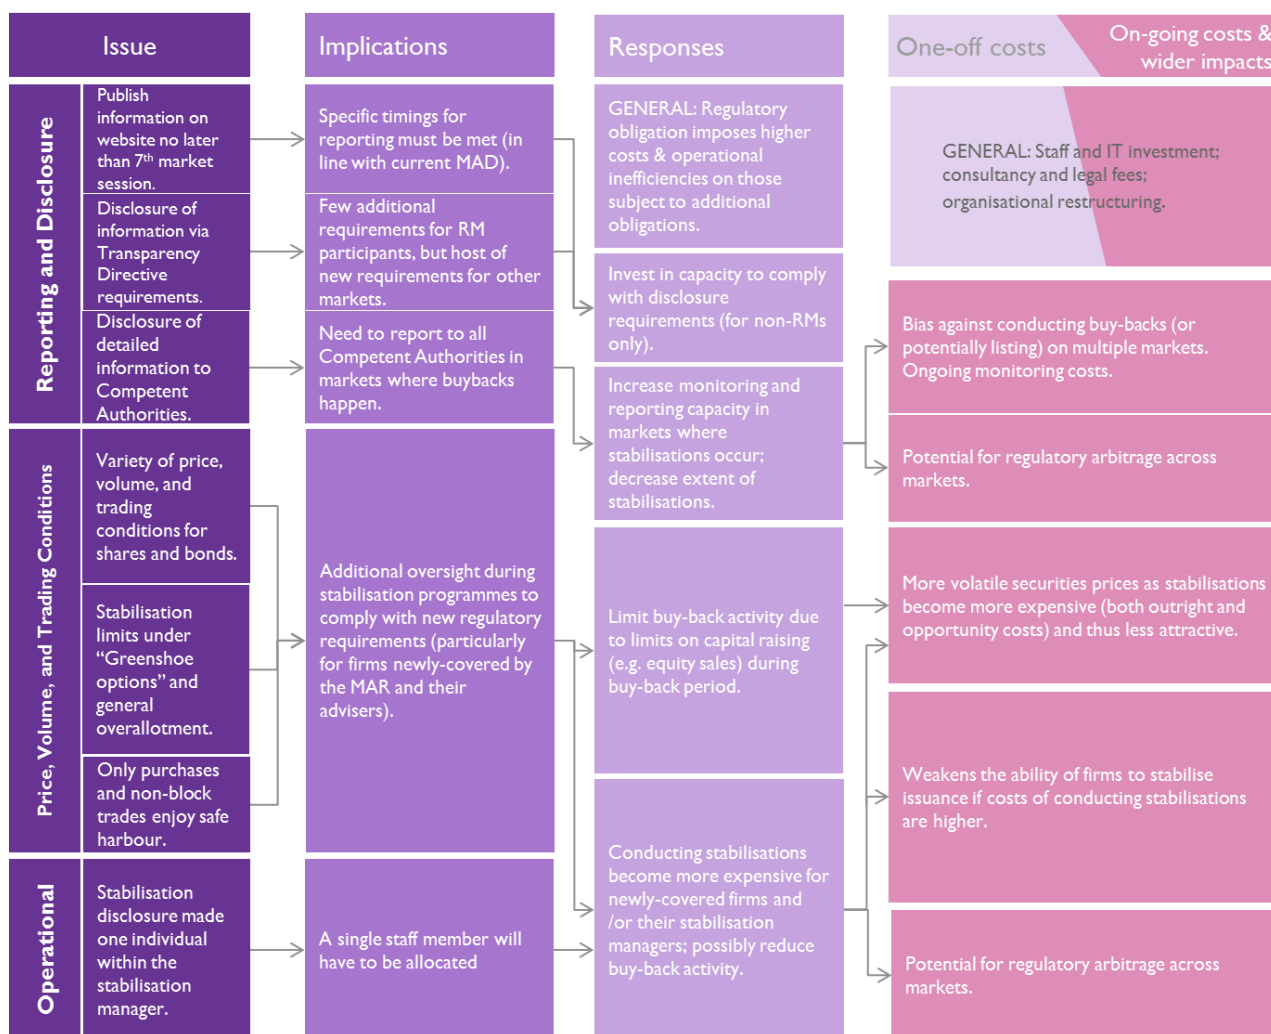 Issue
Implications
Responses
One-off costs
On-going costs &
wider impacts
Reporting and Disclosure
Publish
information on
website no later
than 7th market
session.
Specific timings for
reporting must be met (in
line with current MAD).
GENERAL: Regulatory
obligation imposes higher
costs & operational
inefficiencies on those
subject to additional
obligations.
GENERAL: Staff and IT investment;
consultancy and legal fees;
organisational restructuring.
Disclosure of
information via
Transparency
Directive
requirements.
Few additional
requirements for RM
participants, but host of
new requirements for other
markets.
Invest in capacity to comply
with disclosure
requirements (for non-RMs
only).
Disclosure of
detailed
information to
Competent
Authorities.
Need to report to all
Competent Authorities in
markets where buybacks
happen.
Increase monitoring and
reporting capacity in
markets where
stabilisations occur;
decrease extent of
stabilisations.
Bias against conducting buy-backs (or
potentially listing) on multiple markets.
Ongoing monitoring costs.
Potential for regulatory arbitrage across
markets.
Price, Volume, and Trading Conditions
Variety of price,
volume, and
trading
conditions for
shares and bonds.
Stabilisation
limits under
“Greenshoe
options” and
general
overallotment.
Only purchases
and non-block
trades enjoy safe
harbour.
Additional oversight during
stabilisation programmes to
comply with new regulatory
requirements (particularly
for firms newly-covered by
the MAR and their
advisers).
Limit buy-back activity due
to limits on capital raising
(e.g. equity sales) during
buy-back period.
More volatile securities prices as stabilisations
become more expensive (both outright and
opportunity costs) and thus less attractive.
Weakens the ability of firms to stabilise
issuance if costs of conducting stabilisations
are higher.
Operational
Stabilisation
disclosure made
one individual
within the
stabilisation
manager.
A single staff member will
have to be allocated
Conducting stabilisations
become more expensive for
newly-covered firms and
/or their stabilisation
managers; possibly reduce
buy-back activity.
Potential for regulatory arbitrage across
markets.